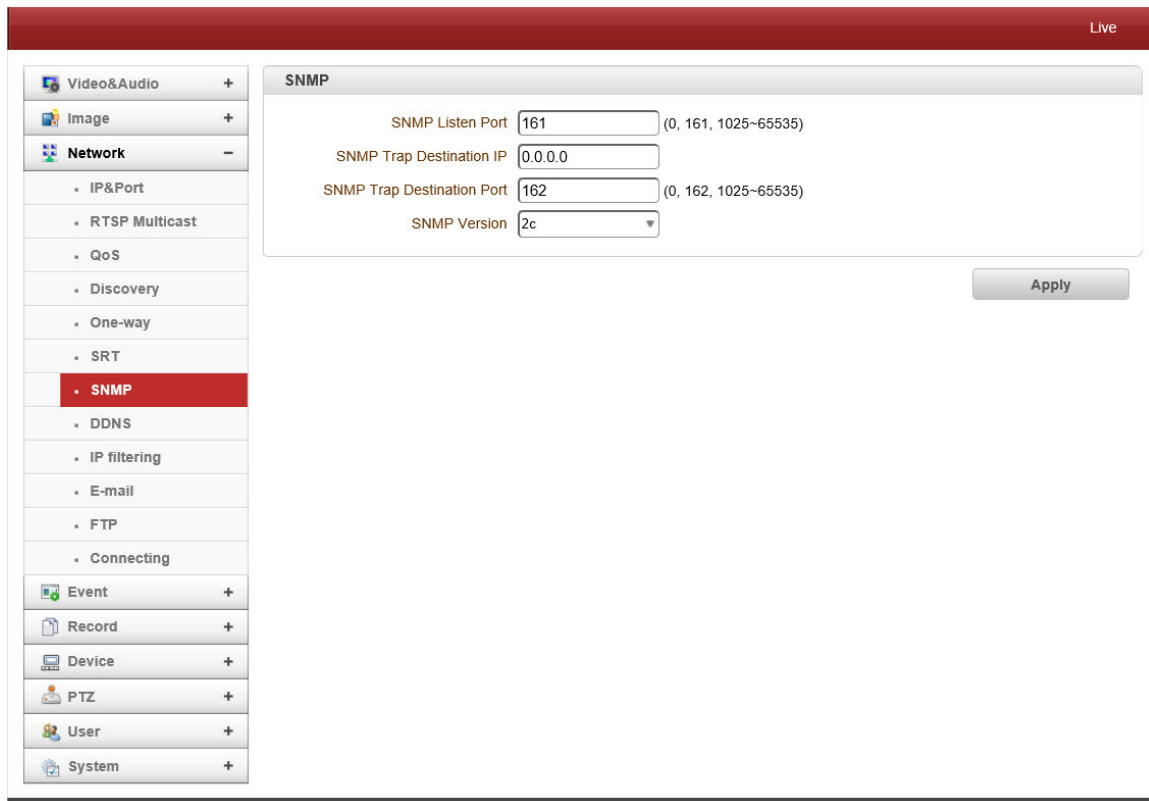 Live
Video&Audio +
Image +
Network −
IP&Port
RTSP Multicast
QoS
Discovery
One-way
SRT
SNMP
DDNS
IP filtering
E-mail
FTP
Connecting
Event +
Record +
Device +
PTZ +
User +
System +
SNMP
SNMP Listen Port 161 (0, 161, 1025~65535)
SNMP Trap Destination IP 0.0.0.0
SNMP Trap Destination Port 162 (0, 162, 1025~65535)
SNMP Version 2c
Apply